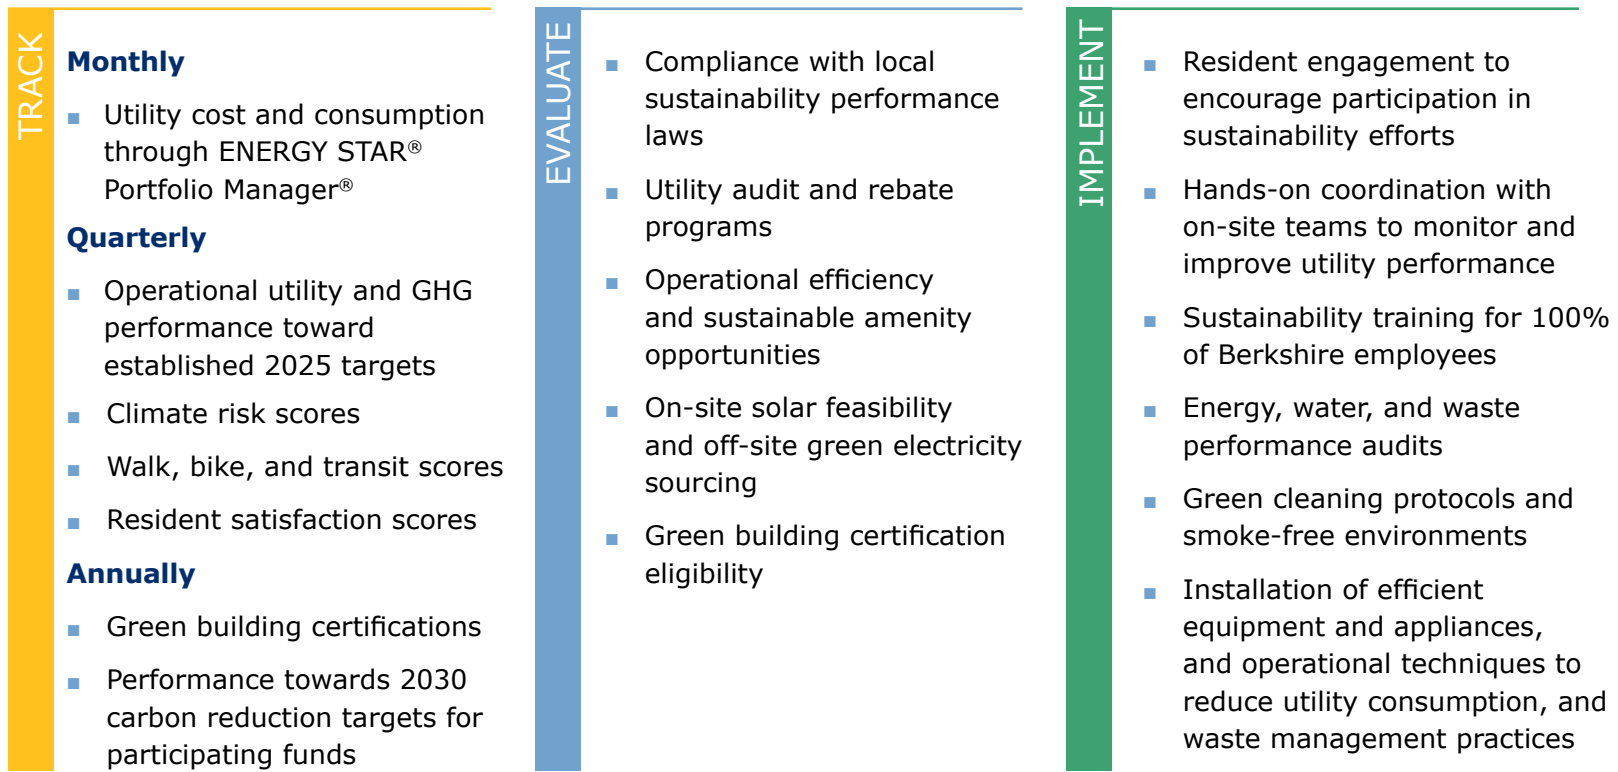 TRACK
Monthly
▪ Utility cost and consumption
through ENERGY STAR®
Portfolio Manager®
Quarterly
▪ Operational utility and GHG
performance toward
established 2025 targets
▪ Climate risk scores
▪ Walk, bike, and transit scores
▪ Resident satisfaction scores
Annually
▪ Green building certifications
▪ Performance towards 2030
carbon reduction targets for
participating funds
EVALUATE
▪ Compliance with local
sustainability performance
laws
▪ Utility audit and rebate
programs
▪ Operational efficiency
and sustainable amenity
opportunities
▪ On-site solar feasibility
and off-site green electricity
sourcing
▪ Green building certification
eligibility
IMPLEMENT
▪ Resident engagement to
encourage participation in
sustainability efforts
▪ Hands-on coordination with
on-site teams to monitor and
improve utility performance
▪ Sustainability training for 100%
of Berkshire employees
▪ Energy, water, and waste
performance audits
▪ Green cleaning protocols and
smoke-free environments
▪ Installation of efficient
equipment and appliances,
and operational techniques to
reduce utility consumption, and
waste management practices